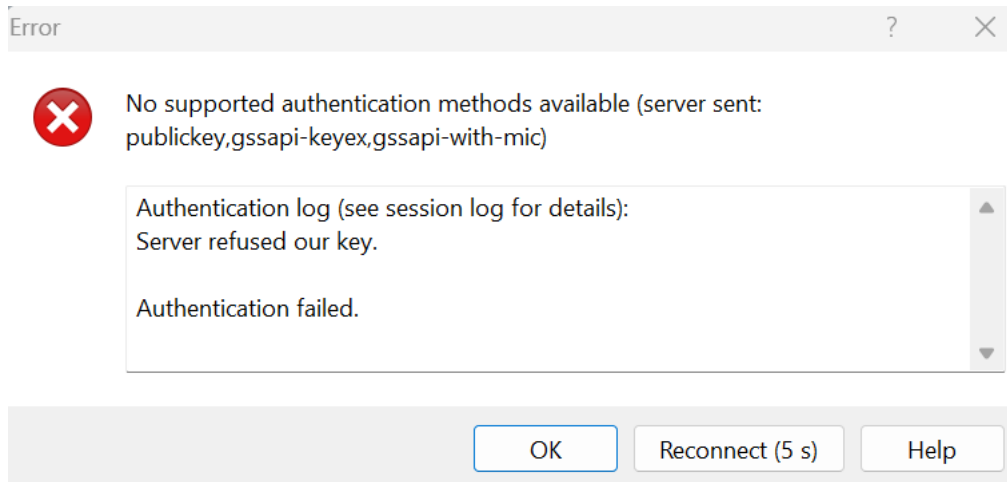 Error
No supported authentication methods available (server sent:
publickey,gssapi-keyex,gssapi-with-mic)
Authentication log (see session log for details):
Server refused our key.
Authentication failed.
OK
Reconnect (5 s)
Help